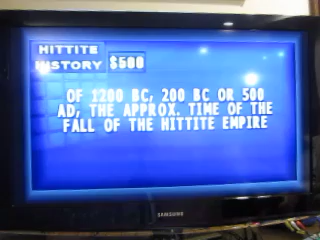 HITTITE
HISTORY $500
OF 1200 BC, 200 BC OR 500
AD, THE APPROX. TIME OF THE
FALL OF THE HITTITE EMPIRE
SAMSUNG